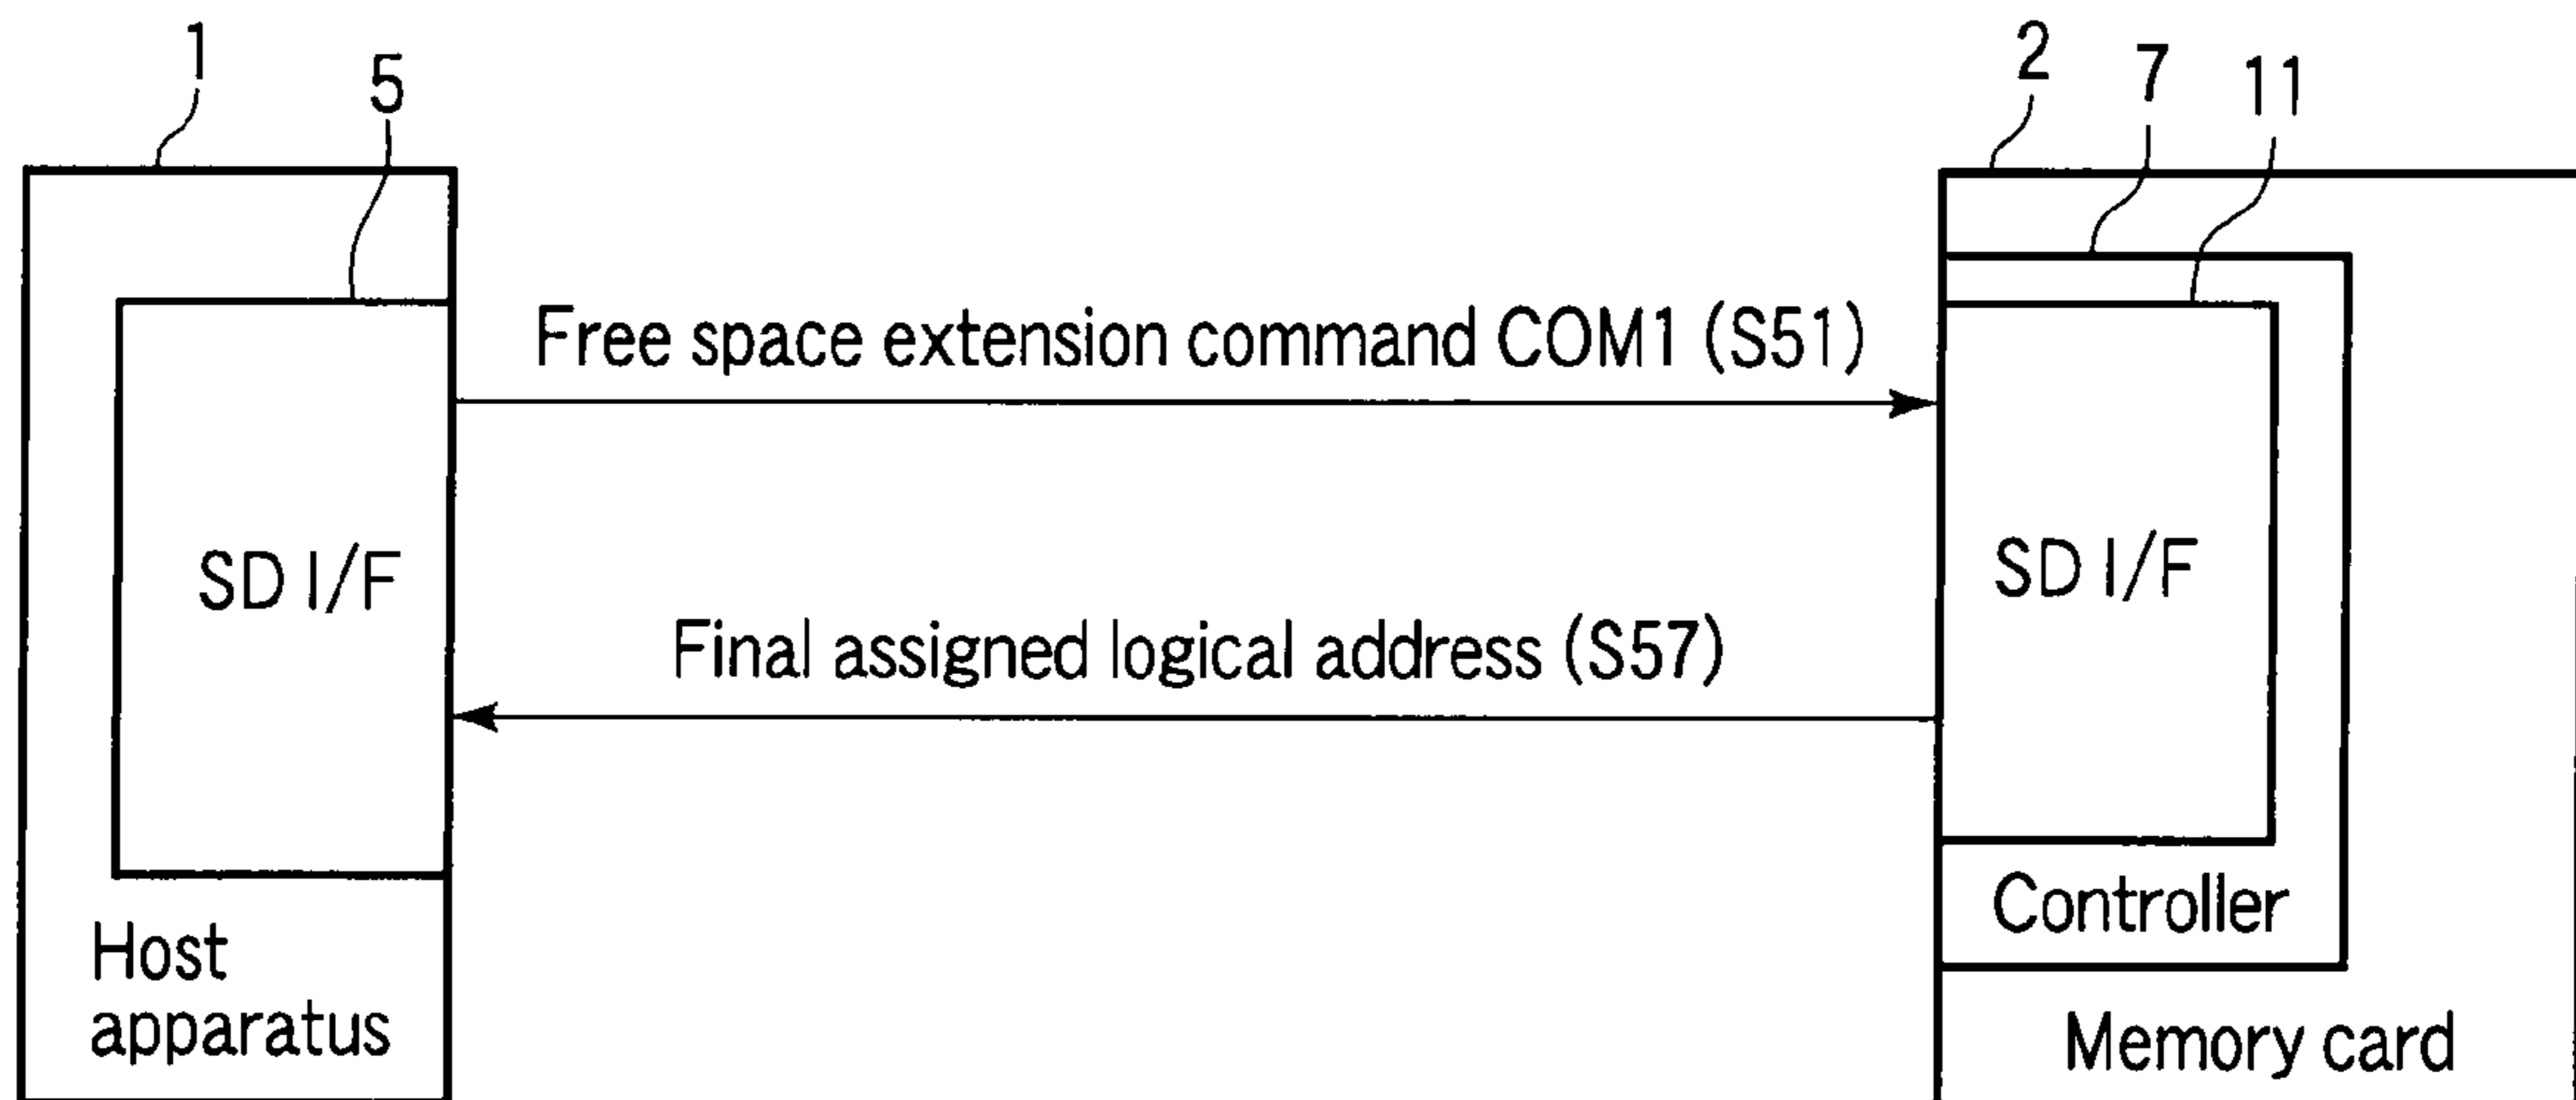 1
5
2
7
11
Free space extension command COM1 (S51)
SD I/F
SD I/F
Final assigned logical address (S57)
Controller
Host
apparatus
Memory card